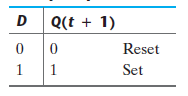 D Q(t + 1)
0 0 Reset
1 1 Set